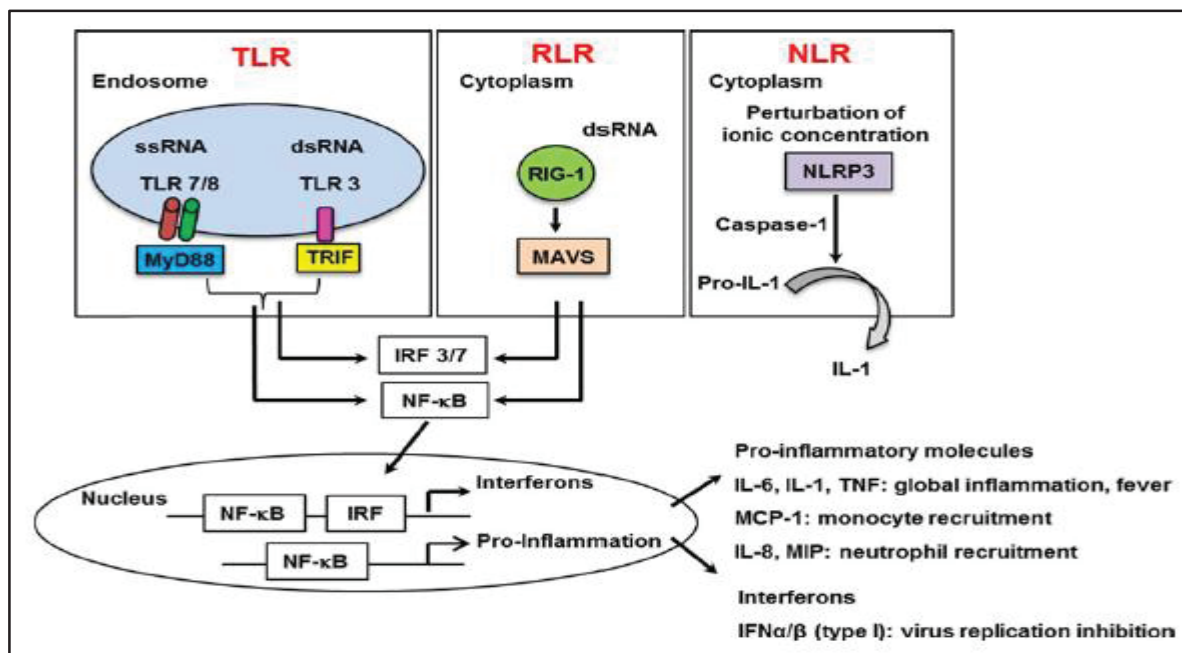 TLR
Endosome
ssRNA
dsRNA
TLR 7/8
TLR 3
MyD88
TRIF
RLR
Cytoplasm
dsRNA
RIG-1
MAVS
NLR
Cytoplasm
Perturbation of
ionic concentration
NLRP3
Caspase-1
Pro-IL-1
IL-1
IRF 3/7
NF-κB
Nucleus
NF-κB
IRF
Interferons
NF-κB
Pro-Inflammation
Pro-inflammatory molecules
IL-6, IL-1, TNF: global inflammation, fever
MCP-1: monocyte recruitment
IL-8, MIP: neutrophil recruitment
Interferons
IFNα/β (type I): virus replication inhibition